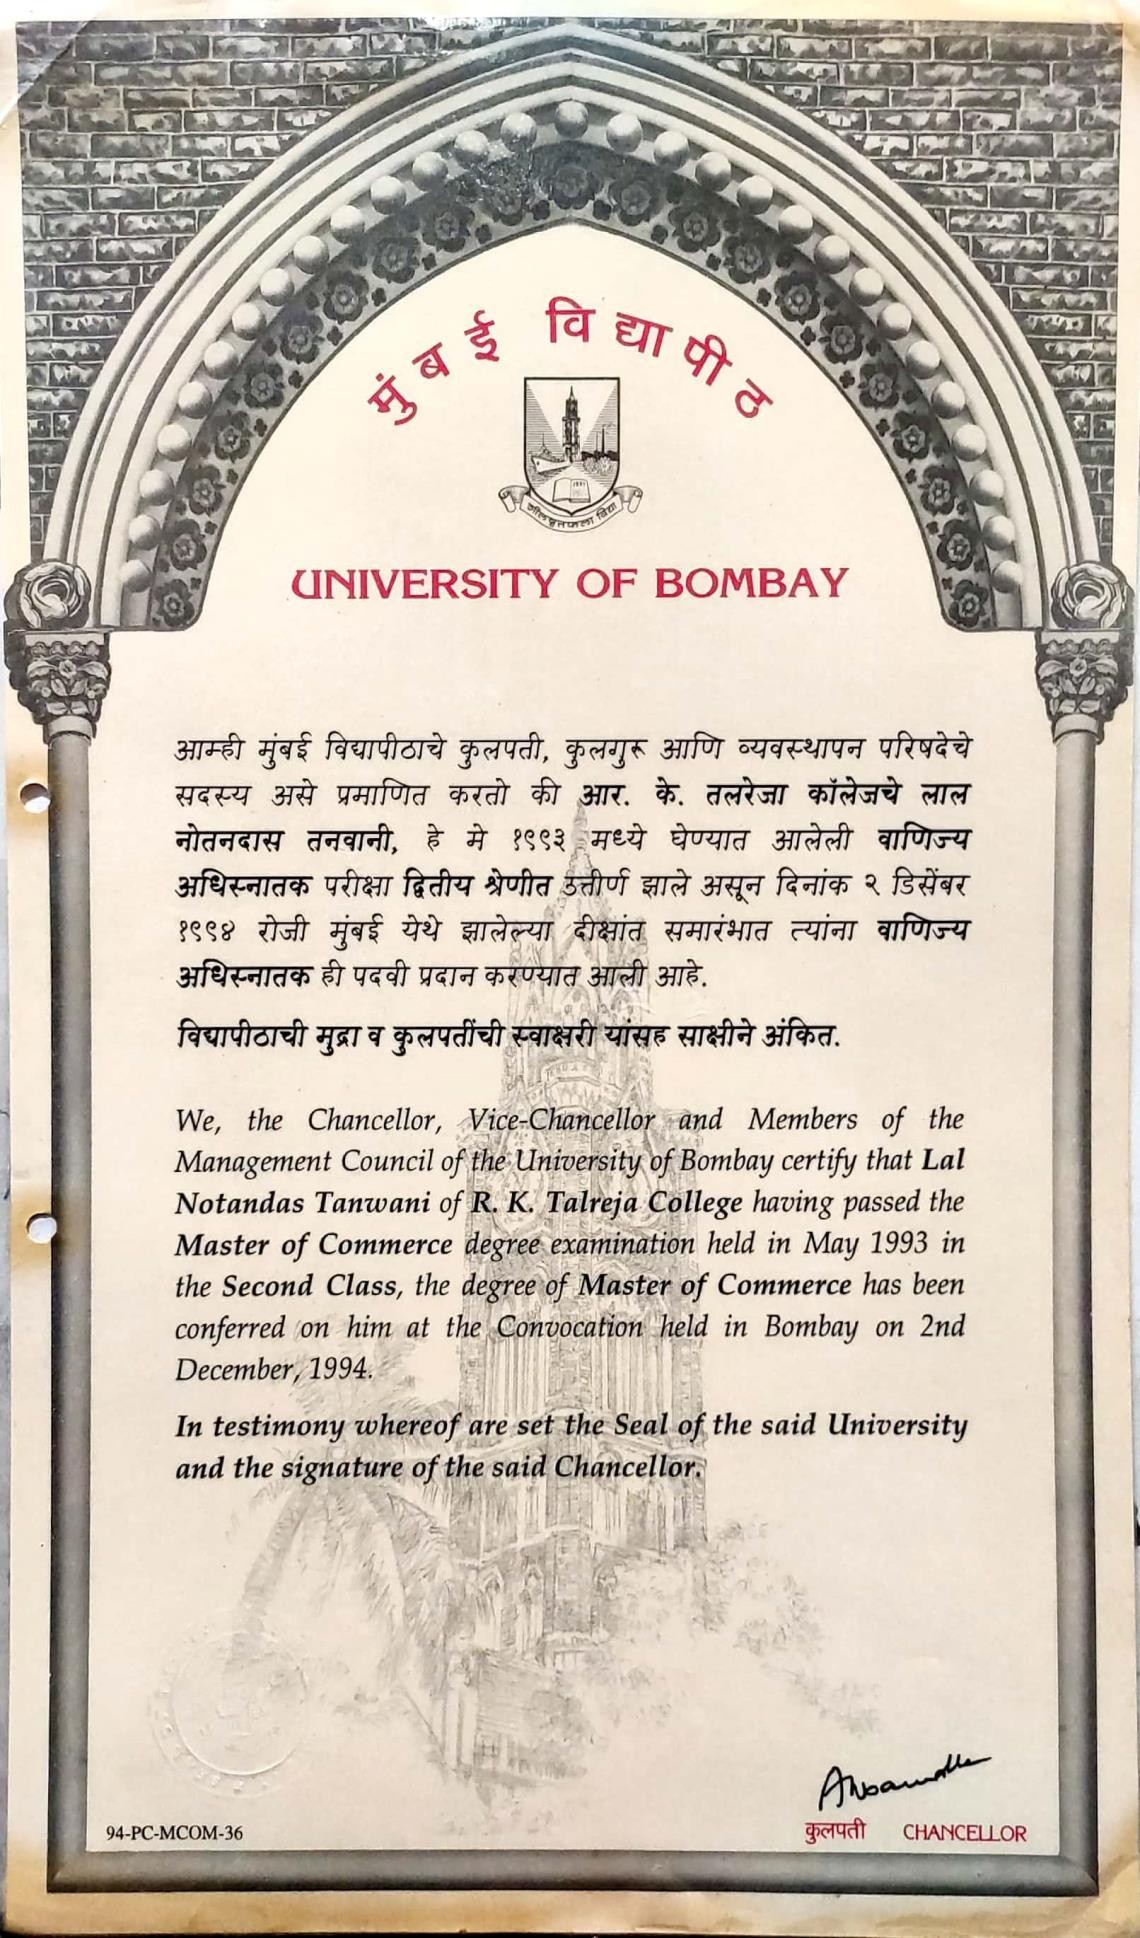 मुंबई विद्यापीठ
शीलवृतफला विद्या
UNIVERSITY OF BOMBAY
आम्ही मुंबई विद्यापीठाचे कुलपती, कुलगुरू आणि व्यवस्थापन परिषदेचे
सदस्य असे प्रमाणित करतो की आर. के. तलरेजा कॉलेजचे लाल
नोतनदास तनवानी, हे मे १९९३ मध्ये घेण्यात आलेली वाणिज्य
अधिस्नातक परीक्षा द्वितीय श्रेणीत उत्तीर्ण झाले असून दिनांक २ डिसेंबर
१९९४ रोजी मुंबई येथे झालेल्या दीक्षांत समारंभात त्यांना वाणिज्य
अधिस्नातक ही पदवी प्रदान करण्यात आली आहे.
विद्यापीठाची मुद्रा व कुलपतींची स्वाक्षरी यांसह साक्षीने अंकित.
We, the Chancellor, Vice-Chancellor and Members of the
Management Council of the University of Bombay certify that Lal
Notandas Tanwani of R. K. Talreja College having passed the
Master of Commerce degree examination held in May 1993 in
the Second Class, the degree of Master of Commerce has been
conferred on him at the Convocation held in Bombay on 2nd
December, 1994.
In testimony whereof are set the Seal of the said University
and the signature of the said Chancellor.
94-PC-MCOM-36
कुलपती CHANCELLOR